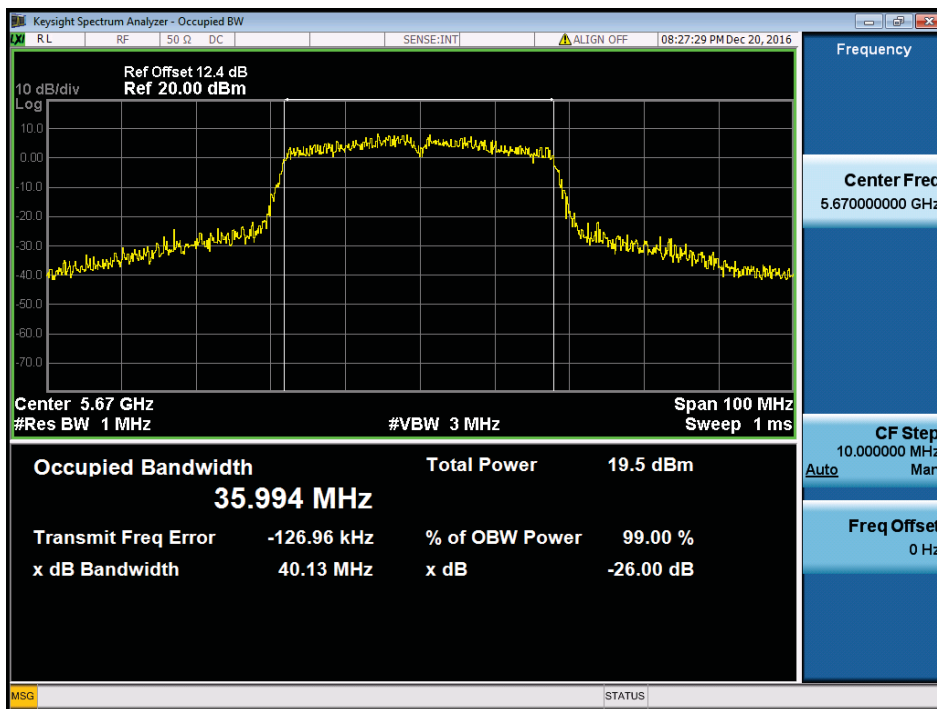 Keysight Spectrum Analyzer - Occupied BW
LXI RL RF 50 Ω DC SENSE:INT ALIGN OFF 08:27:29 PM Dec 20, 2016
Frequency
Ref Offset 12.4 dB
10 dB/div Ref 20.00 dBm
Log
10.0
0.00
-10.0
-20.0
-30.0
-40.0
-50.0
-60.0
-70.0
Center 5.67 GHz Span 100 MHz
#Res BW 1 MHz #VBW 3 MHz Sweep 1 ms
Center Freq
5.670000000 GHz
CF Step
10.000000 MHz
Auto Man
Freq Offset
0 Hz
Occupied Bandwidth Total Power 19.5 dBm
35.994 MHz
Transmit Freq Error -126.96 kHz % of OBW Power 99.00 %
x dB Bandwidth 40.13 MHz x dB -26.00 dB
MSG STATUS